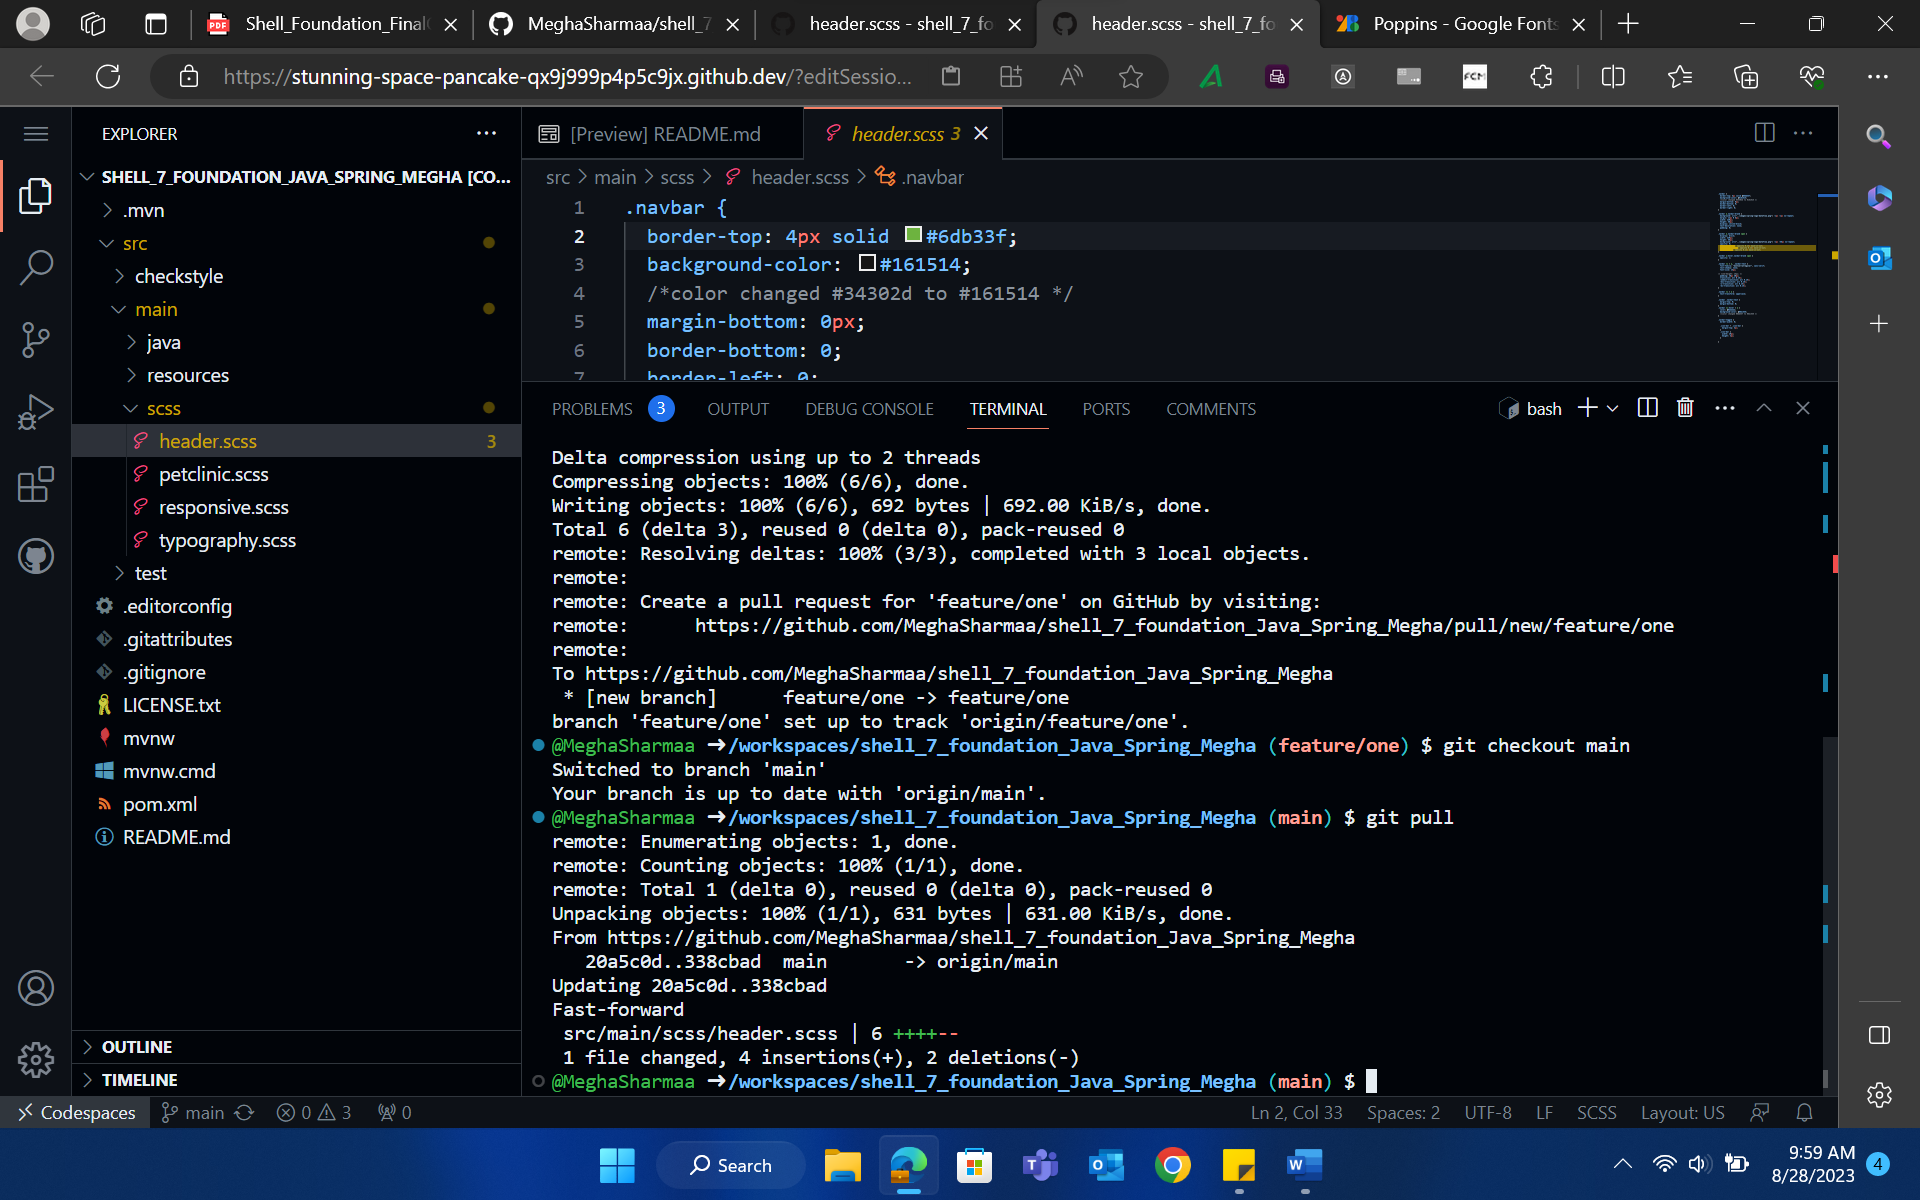 Shell_Foundation_Final
MeghaSharmaa/shell_7
header.scss - shell_7_fo
header.scss - shell_7_fo
Poppins - Google Fonts
https://stunning-space-pancake-qx9j999p4p5c9jx.github.dev/?editSessio...
FCM
EXPLORER
SHELL_7_FOUNDATION_JAVA_SPRING_MEGHA [CO...
.mvn
src
checkstyle
main
java
resources
scss
header.scss 3
petclinic.scss
responsive.scss
typography.scss
test
.editorconfig
.gitattributes
.gitignore
LICENSE.txt
mvnw
mvnw.cmd
pom.xml
README.md
OUTLINE
TIMELINE
[Preview] README.md
header.scss 3
src > main > scss > header.scss > .navbar
1 .navbar {
2 border-top: 4px solid #6db33f;
3 background-color: #161514;
4 /*color changed #34302d to #161514 */
5 margin-bottom: 0px;
6 border-bottom: 0;
7 border-left: 0;
PROBLEMS 3 OUTPUT DEBUG CONSOLE TERMINAL PORTS COMMENTS
bash
Delta compression using up to 2 threads
Compressing objects: 100% (6/6), done.
Writing objects: 100% (6/6), 692 bytes | 692.00 KiB/s, done.
Total 6 (delta 3), reused 0 (delta 0), pack-reused 0
remote: Resolving deltas: 100% (3/3), completed with 3 local objects.
remote:
remote: Create a pull request for 'feature/one' on GitHub by visiting:
remote:      https://github.com/MeghaSharmaa/shell_7_foundation_Java_Spring_Megha/pull/new/feature/one
remote:
To https://github.com/MeghaSharmaa/shell_7_foundation_Java_Spring_Megha
 * [new branch]      feature/one -> feature/one
branch 'feature/one' set up to track 'origin/feature/one'.
@MeghaSharmaa ➜/workspaces/shell_7_foundation_Java_Spring_Megha (feature/one) $ git checkout main
Switched to branch 'main'
Your branch is up to date with 'origin/main'.
@MeghaSharmaa ➜/workspaces/shell_7_foundation_Java_Spring_Megha (main) $ git pull
remote: Enumerating objects: 1, done.
remote: Counting objects: 100% (1/1), done.
remote: Total 1 (delta 0), reused 0 (delta 0), pack-reused 0
Unpacking objects: 100% (1/1), 631 bytes | 631.00 KiB/s, done.
From https://github.com/MeghaSharmaa/shell_7_foundation_Java_Spring_Megha
   20a5c0d..338cbad  main       -> origin/main
Updating 20a5c0d..338cbad
Fast-forward
 src/main/scss/header.scss | 6 ++++--
 1 file changed, 4 insertions(+), 2 deletions(-)
@MeghaSharmaa ➜/workspaces/shell_7_foundation_Java_Spring_Megha (main) $
Codespaces main 0 3 0
Ln 2, Col 33 Spaces: 2 UTF-8 LF SCSS Layout: US
Search
9:59 AM
8/28/2023
4